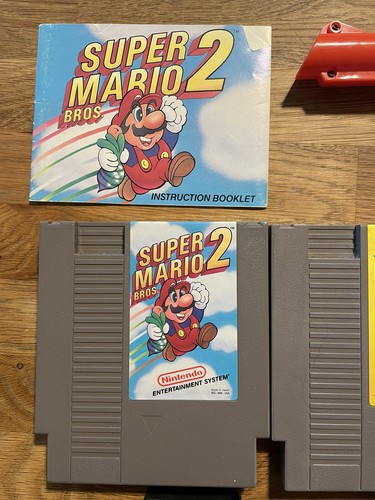 SUPER
MARIO 2
BROS.
INSTRUCTION BOOKLET
SUPER
MARIO 2
BROS.
Nintendo
ENTERTAINMENT SYSTEM